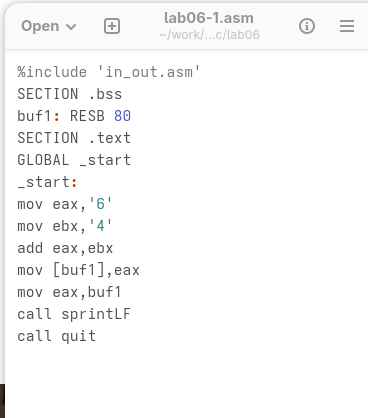 Open
lab06-1.asm
~/work/...c/lab06
%include 'in_out.asm'
SECTION .bss
buf1: RESB 80
SECTION .text
GLOBAL _start
_start:
mov eax,'6'
mov ebx,'4'
add eax,ebx
mov [buf1],eax
mov eax,buf1
call sprintLF
call quit